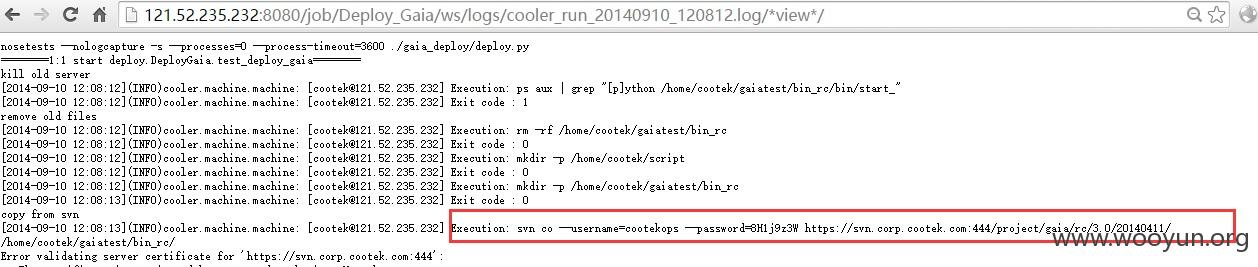 121.52.235.232:8080/job/Deploy_Gaia/ws/logs/cooler_run_20140910_120812.log/*view*/
nosetests --nologcapture -s --processes=0 --process-timeout=3600 ./gaia_deploy/deploy.py
========1:1 start deploy.DeployGaia.test_deploy_gaia========
kill old server
[2014-09-10 12:08:12](INFO)cooler.machine.machine: [cootek@121.52.235.232] Execution: ps aux | grep "[p]ython /home/cootek/gaiatest/bin_rc/bin/start_"
[2014-09-10 12:08:12](INFO)cooler.machine.machine: [cootek@121.52.235.232] Exit code : 1
remove old files
[2014-09-10 12:08:12](INFO)cooler.machine.machine: [cootek@121.52.235.232] Execution: rm -rf /home/cootek/gaiatest/bin_rc
[2014-09-10 12:08:12](INFO)cooler.machine.machine: [cootek@121.52.235.232] Exit code : 0
[2014-09-10 12:08:12](INFO)cooler.machine.machine: [cootek@121.52.235.232] Execution: mkdir -p /home/cootek/script
[2014-09-10 12:08:12](INFO)cooler.machine.machine: [cootek@121.52.235.232] Exit code : 0
[2014-09-10 12:08:12](INFO)cooler.machine.machine: [cootek@121.52.235.232] Execution: mkdir -p /home/cootek/gaiatest/bin_rc
[2014-09-10 12:08:13](INFO)cooler.machine.machine: [cootek@121.52.235.232] Exit code : 0
copy from svn
[2014-09-10 12:08:13](INFO)cooler.machine.machine: [cootek@121.52.235.232] Execution: svn co --username=cootekops --password=8H1j9z3W https://svn.corp.cootek.com:444/project/gaia/rc/3.0/20140411/
/home/cootek/gaiatest/bin_rc/
www.wooyun.org
Error validating server certificate for 'https://svn.corp.cootek.com:444':